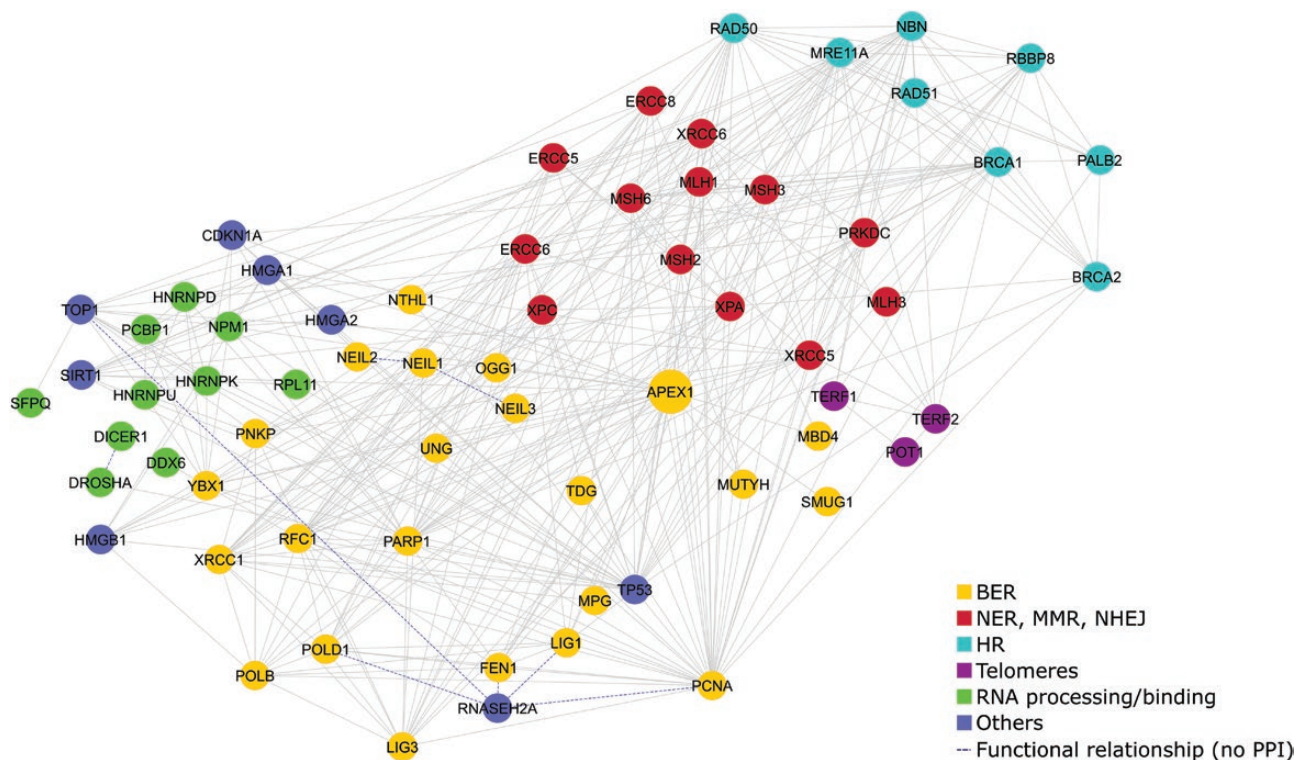 RAD50
NBN
MRE11A
RBBP8
RAD51
ERCC8
XRCC6
ERCC5
BRCA1
PALB2
MLH1
MSH6
MSH3
CDKN1A
PRKDC
ERCC6
MSH2
HMGA1
BRCA2
HNRNPD
NTHL1
MLH3
TOP1
XPC
XPA
HMGA2
PCBP1
NPM1
NEIL2
NEIL1
OGG1
XRCC5
SIRT1
HNRNPU
HNRNPK
RPL11
APEX1
TERF1
SFPQ
NEIL3
TERF2
DICER1
PNKP
UNG
MBD4
POT1
DDX6
DROSHA
YBX1
TDG
MUTYH
SMUG1
HMGB1
RFC1
PARP1
XRCC1
TP53
MPG
POLD1
LIG1
POLB
FEN1
PCNA
RNASEH2A
LIG3
BER
NER, MMR, NHEJ
HR
Telomeres
RNA processing/binding
Others
Functional relationship (no PPI)